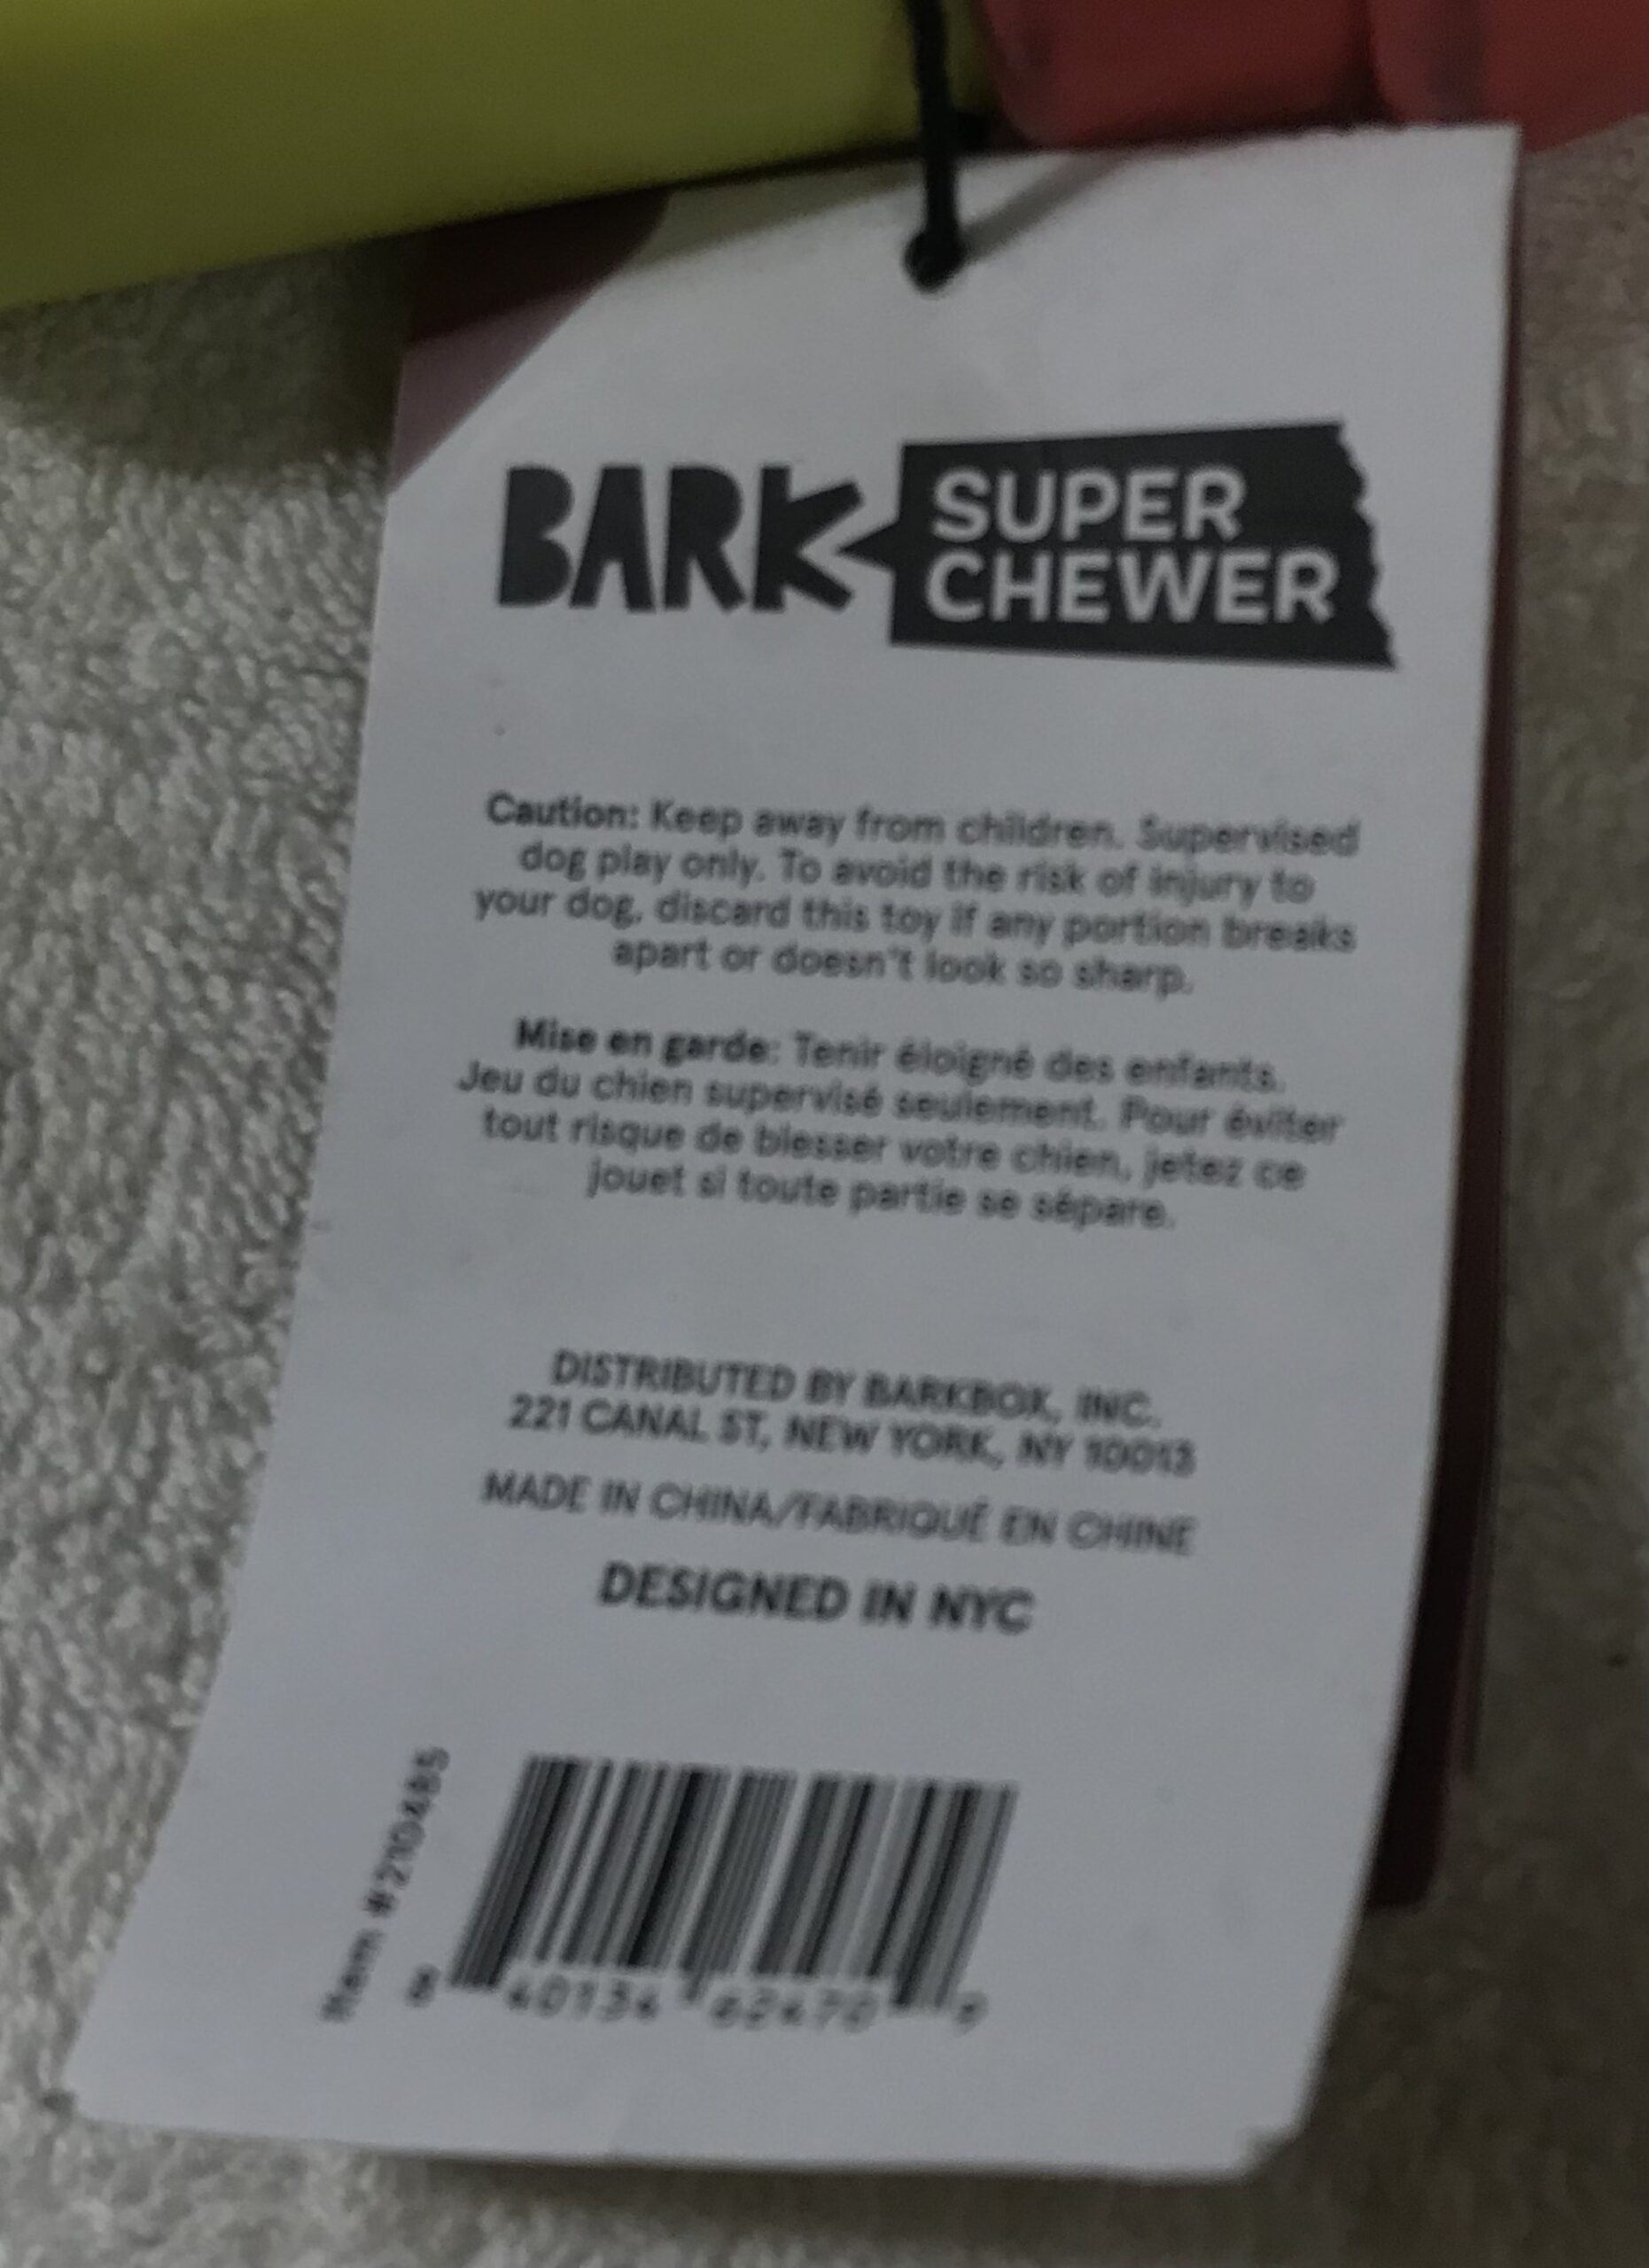 BARK SUPER CHEWER
Caution: Keep away from children. Supervised
dog play only. To avoid the risk of injury to
your dog, discard this toy if any portion breaks
apart or doesn't look so sharp.
Mise en garde: Tenir éloigné des enfants.
Jeu du chien supervisé seulement. Pour éviter
tout risque de blesser votre chien, jetez ce
jouet si toute partie se sépare.
DISTRIBUTED BY BARKBOX, INC.
221 CANAL ST, NEW YORK, NY 10013
MADE IN CHINA/FABRIQUÉ EN CHINE
DESIGNED IN NYC
Item #210485
8 40134 62470 9